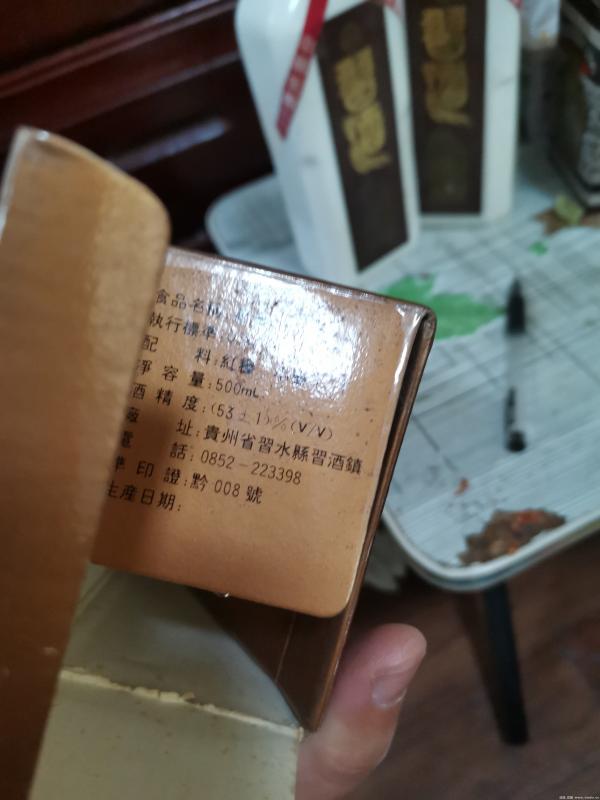 食品名稱
執行標準
配 料:紅
淨 容 量:500mL
酒 精 度:(53±1)%(V/V)
廠 址:貴州省習水縣習酒鎮
電 話:0852-223398
準 印 證:黔 008 號
生產日期: